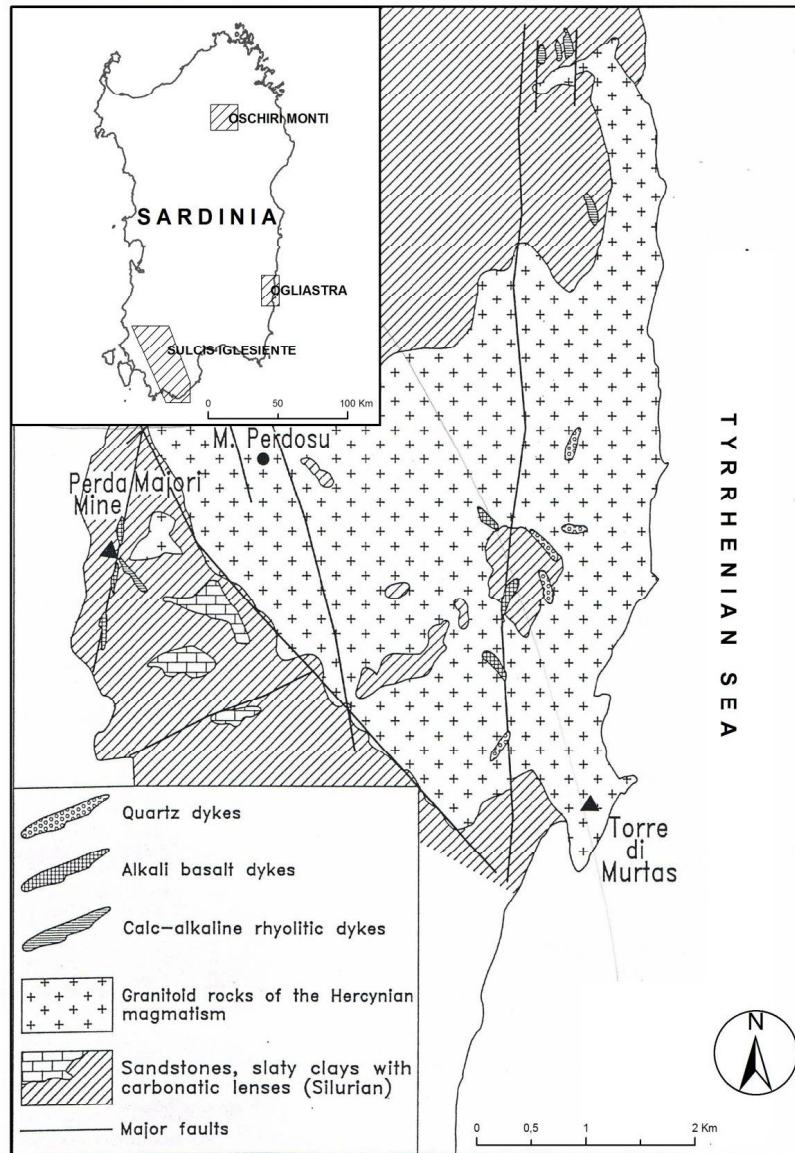 OSCHIRI MONTI
SARDINIA
OGLIASTRA
SULCIS-IGLESIENTE
0 50 100 Km
M. Perdosu
Perda Majori
Mine
TYRRHENIAN SEA
Torre
di
Murtas
Quartz dykes
Alkali basalt dykes
Calc-alkaline rhyolitic dykes
Granitoid rocks of the Hercynian
magmatism
Sandstones, slaty clays with
carbonatic lenses (Silurian)
Major faults
N
0 0,5 1 2 Km